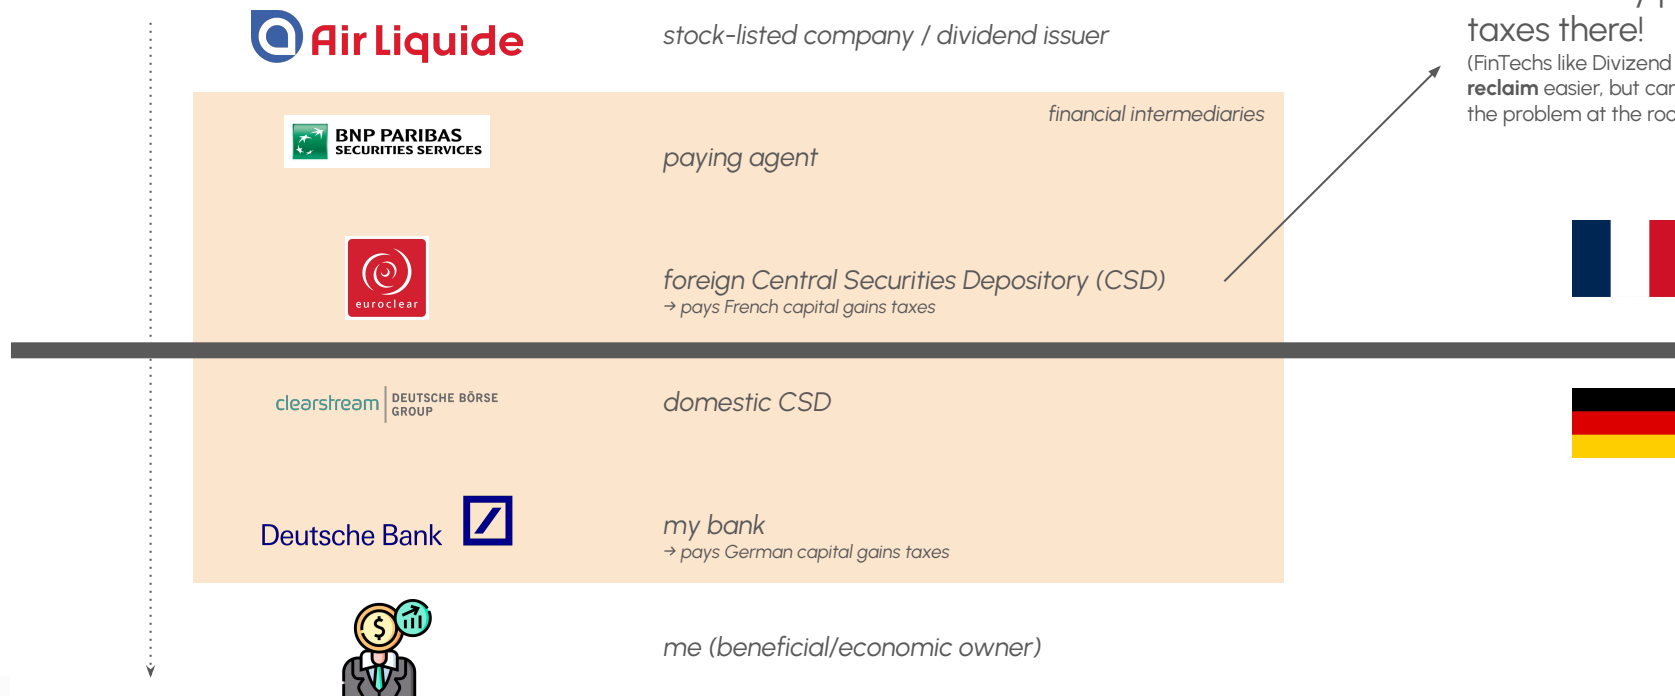 Air Liquide
stock-listed company / dividend issuer
taxes there!
(FinTechs like Divizend
reclaim easier, but
the problem at the
financial intermediaries
BNP PARIBAS
SECURITIES SERVICES
paying agent
euroclear
foreign Central Securities Depository (CSD)
→ pays French capital gains taxes
clearstream
DEUTSCHE BÖRSE
GROUP
domestic CSD
Deutsche Bank
my bank
→ pays German capital gains taxes
$
me (beneficial/economic owner)